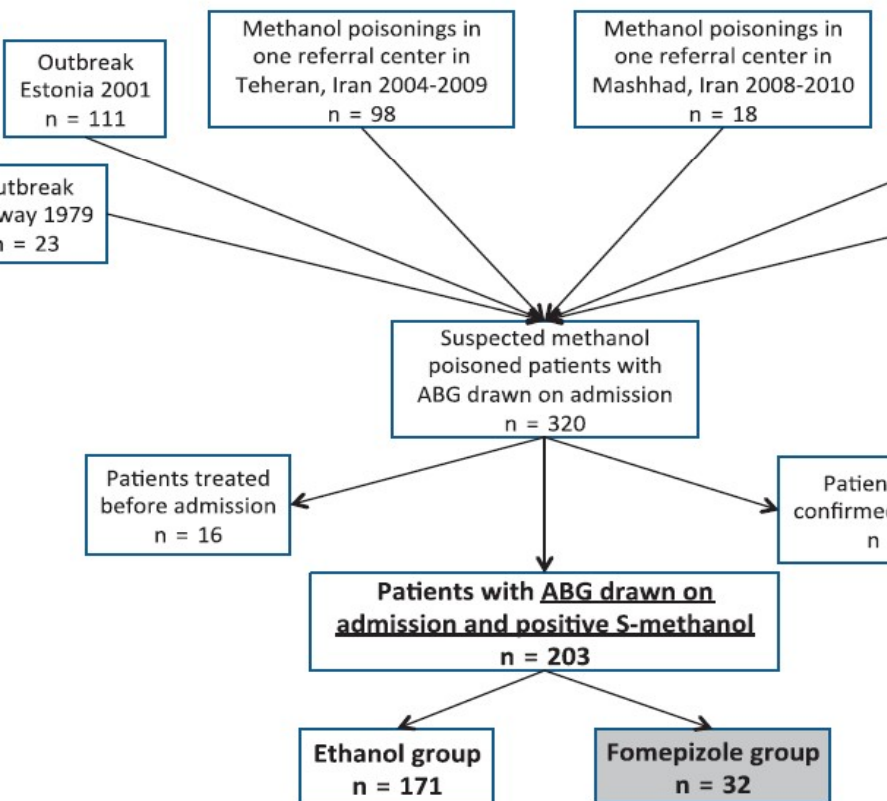 Outbreak
Estonia 2001
n = 111
Methanol poisonings in
one referral center in
Teheran, Iran 2004-2009
n = 98
Methanol poisonings in
one referral center in
Mashhad, Iran 2008-2010
n = 18
utbreak
way 1979
n = 23
Suspected methanol
poisoned patients with
ABG drawn on admission
n = 320
Patients treated
before admission
n = 16
Patien
confirme
n
Patients with ABG drawn on
admission and positive S-methanol
n = 203
Ethanol group
n = 171
Fomepizole group
n = 32